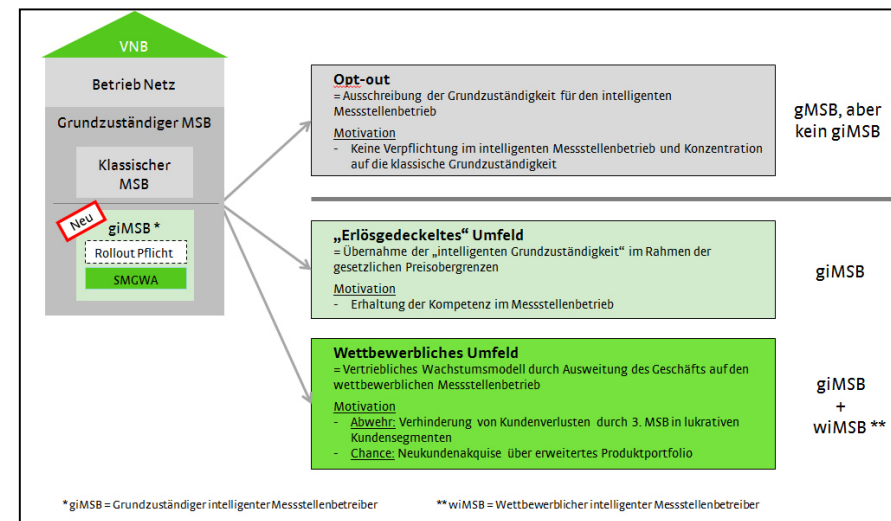 VNB
Betrieb Netz
Grundzuständiger MSB
Klassischer
MSB
Neu
giMSB *
Rollout Pflicht
SMGWA
Opt-out
= Ausschreibung der Grundzuständigkeit für den intelligenten
Messstellenbetrieb
Motivation
- Keine Verpflichtung im intelligenten Messstellenbetrieb und Konzentration
auf die klassische Grundzuständigkeit
gMSB, aber
kein giMSB
„Erlösgedeckeltes“ Umfeld
= Übernahme der „intelligenten Grundzuständigkeit“ im Rahmen der
gesetzlichen Preisobergrenzen
Motivation
- Erhaltung der Kompetenz im Messstellenbetrieb
giMSB
Wettbewerbliches Umfeld
= Vertriebliches Wachstumsmodell durch Ausweitung des Geschäfts auf den
wettbewerblichen Messstellenbetrieb
Motivation
- Abwehr: Verhinderung von Kundenverlusten durch 3. MSB in lukrativen
Kundensegmenten
- Chance: Neukundenakquise über erweitertes Produktportfolio
giMSB
+
wiMSB **
* giMSB = Grundzuständiger intelligenter Messstellenbetreiber
** wiMSB = Wettbewerblicher intelligenter Messstellenbetreiber